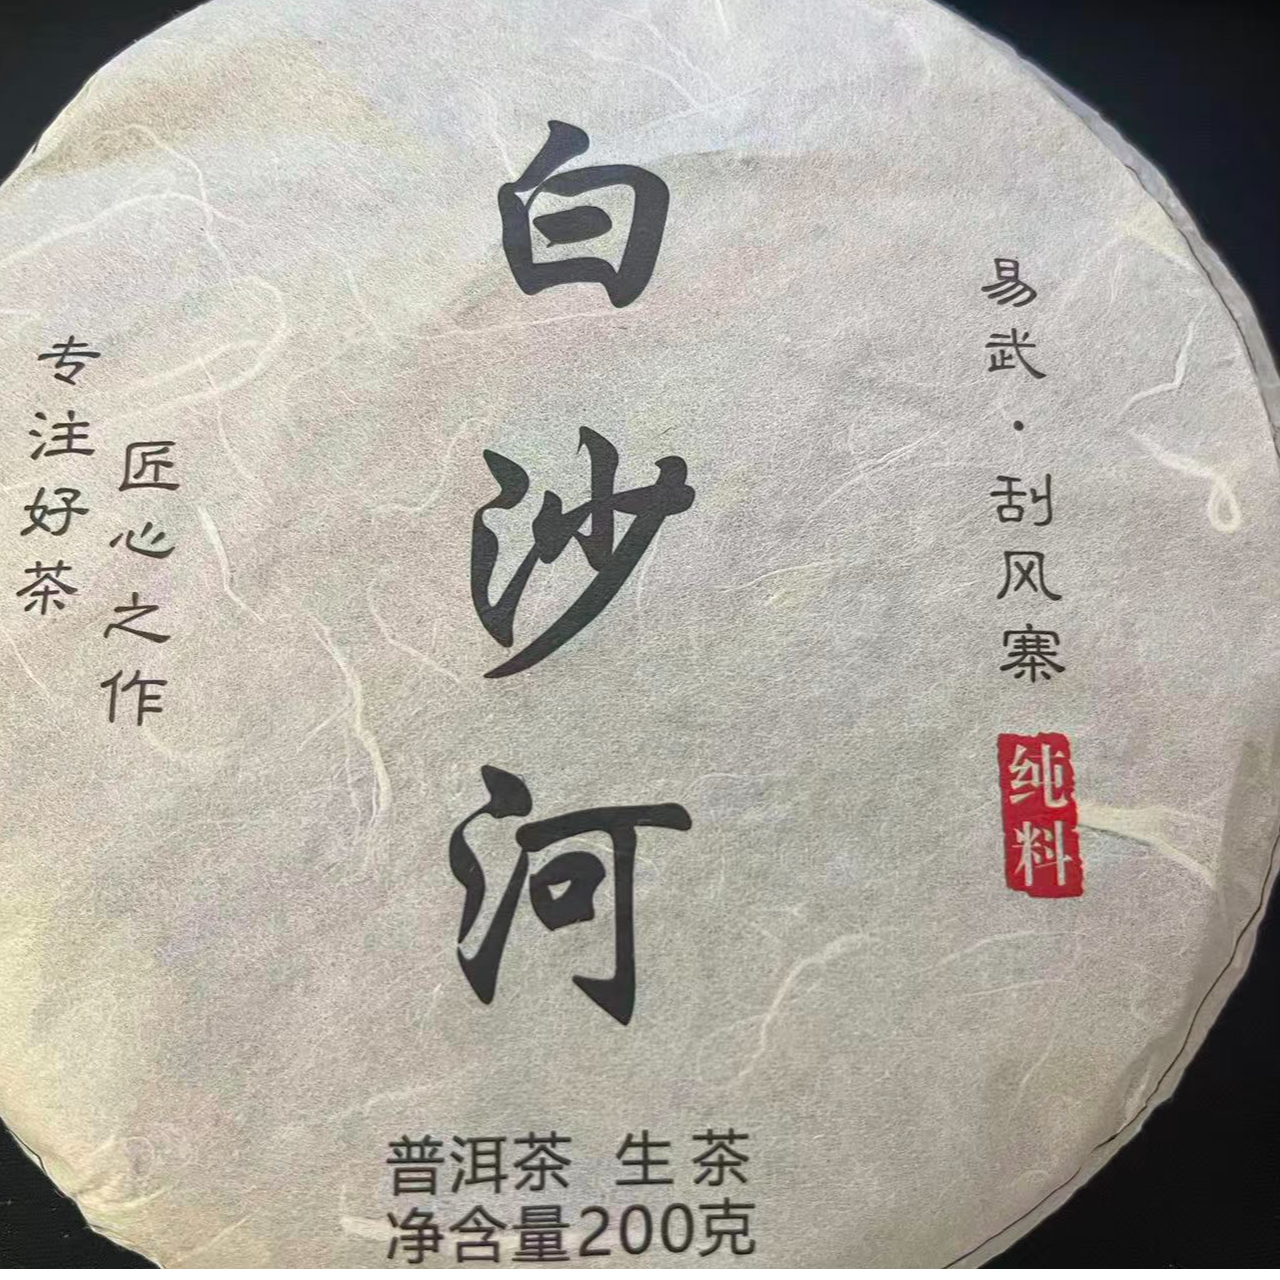 白沙河
易武·刮风寨
纯料
专注好茶
匠心之作
普洱茶 生茶
净含量200克